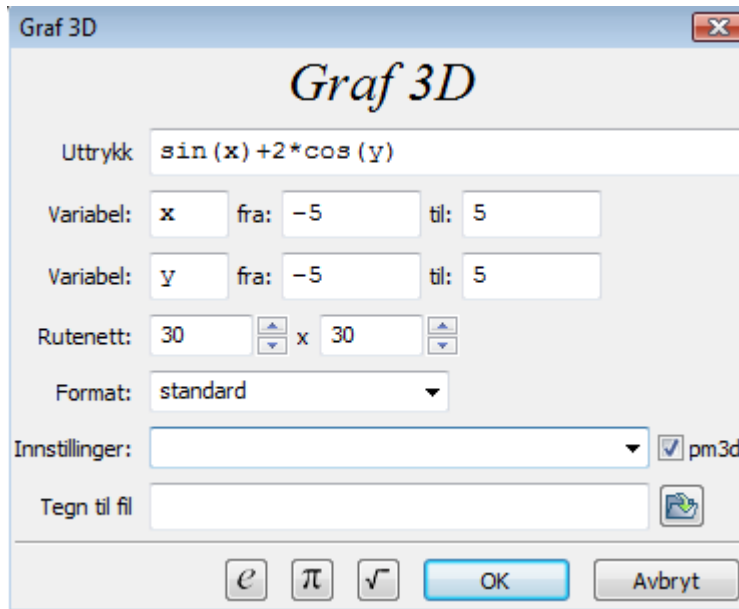 Graf 3D
Graf 3D
Uttrykk sin(x)+2*cos(y)
Variabel: x fra: -5 til: 5
Variabel: y fra: -5 til: 5
Rutenett: 30 x 30
Format: standard
Innstillinger: pm3d
Tegn til fil
e π √ OK Avbryt